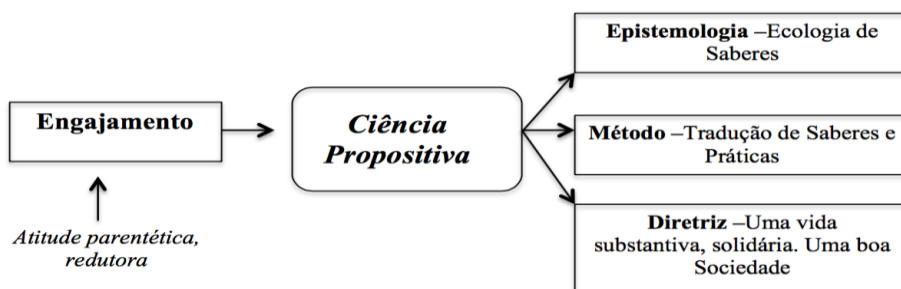 Engajamento
Atitude parentética,
redutora
Ciência
Propositiva
Epistemologia –Ecologia de
Saberes
Método –Tradução de Saberes e
Práticas
Diretriz –Uma vida
substantiva, solidária. Uma boa
Sociedade